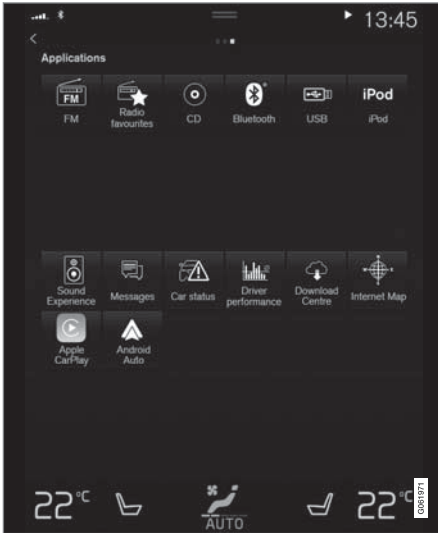 13:45
Applications
FM iPod
FM Radio favourites CD Bluetooth USB iPod
Sound Experience Messages Car status Driver performance Download Centre Internet Map
Apple CarPlay Android Auto
22°C AUTO 22°C
G061971